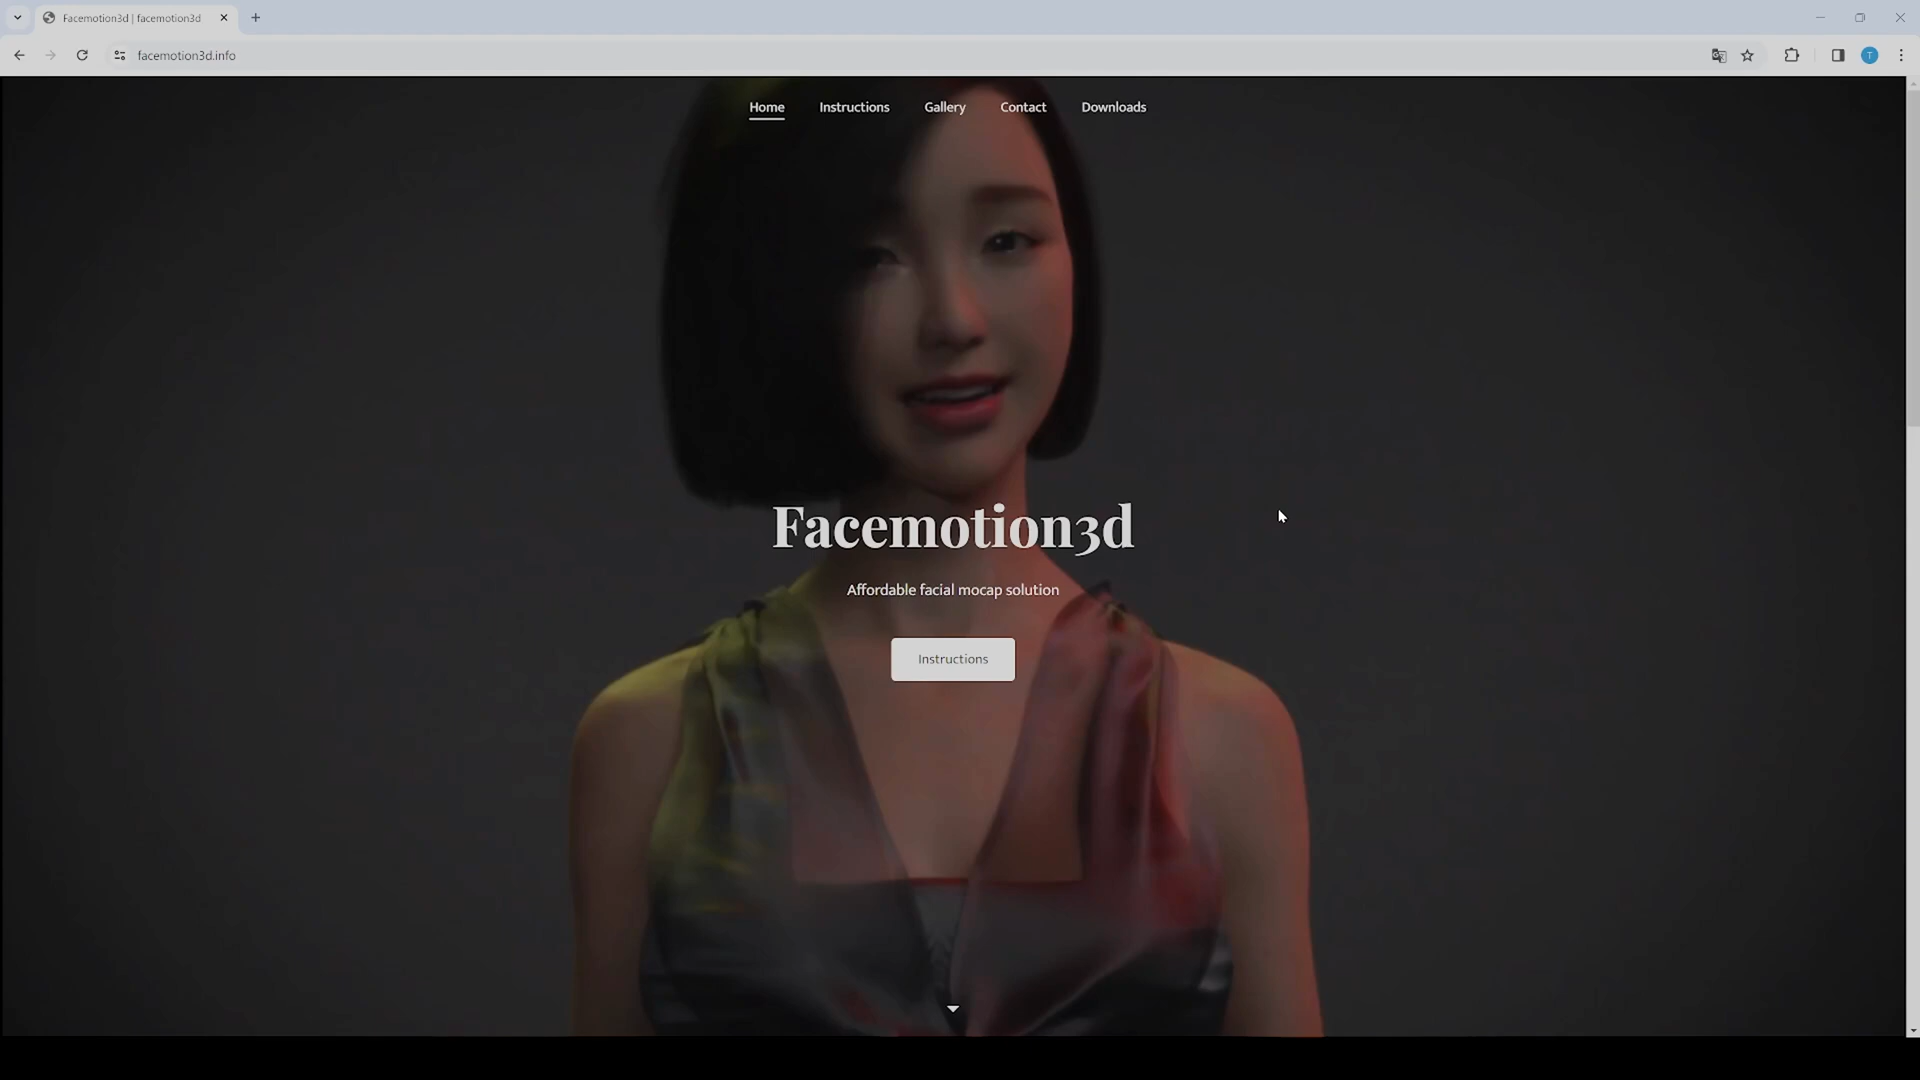 Facemotion3d | facemotion3d
facemotion3d.info
T
Home Instructions Gallery Contact Downloads
Facemotion3d
Affordable facial mocap solution
Instructions